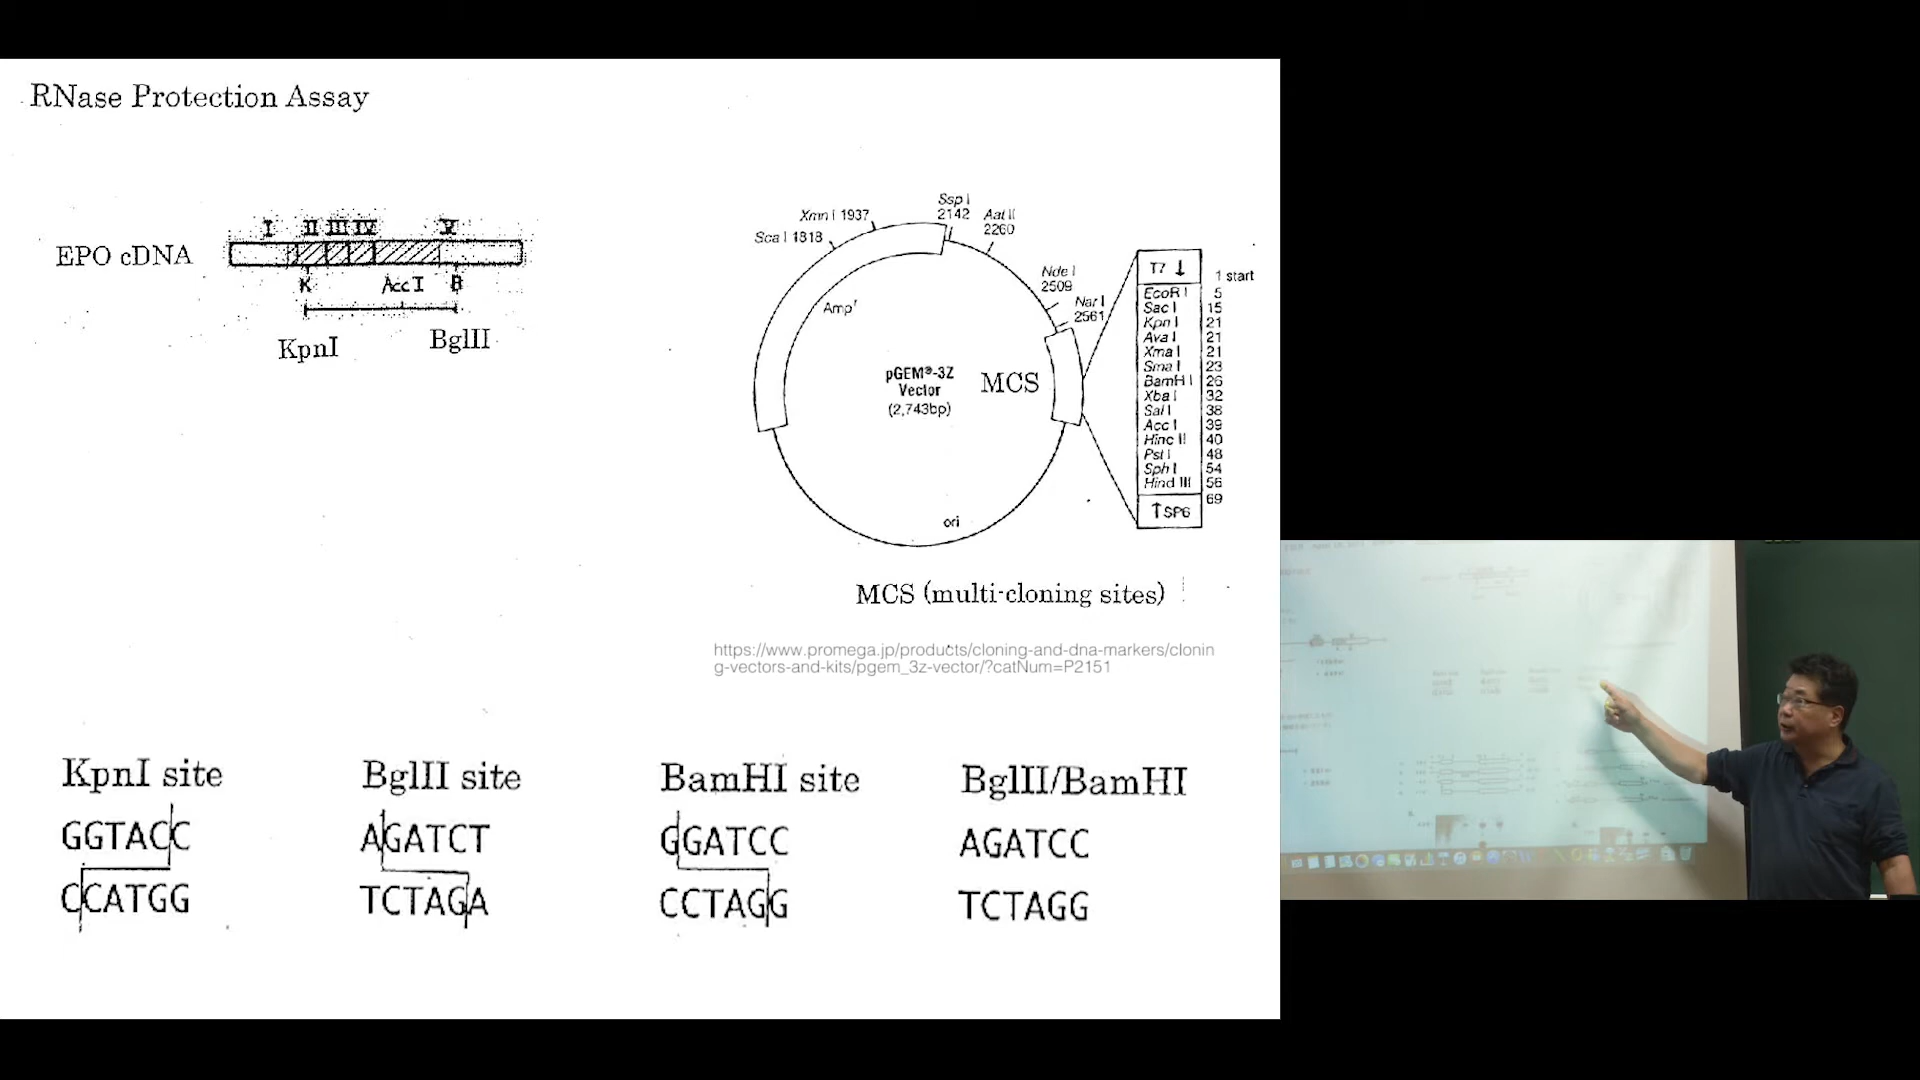 RNase Protection Assay
EPO cDNA
I II III IV V
K AccI B
KpnI BglII
Xmn I 1937
Sca I 1818
Ssp I
2142
Aat II
2260
Nde I
2509
Nar I
2561
Ampʳ
pGEM®-3Z
Vector
(2,743bp)
MCS
ori
T7 ↓
1 start
EcoR I 5
Sac I 15
Kpn I 21
Ava I 21
Xma I 21
Sma I 23
BamH I 26
Xba I 32
Sal I 38
Acc I 39
Hinc II 40
Pst I 48
Sph I 54
Hind III 56
69
↑ SP6
MCS (multi-cloning sites)
https://www.promega.jp/products/cloning-and-dna-markers/clonin
g-vectors-and-kits/pgem_3z-vector/?catNum=P2151
KpnI site
GGTACC
CCATGG
BglII site
AGATCT
TCTAGA
BamHI site
GGATCC
CCTAGG
BglII/BamHI
AGATCC
TCTAGG